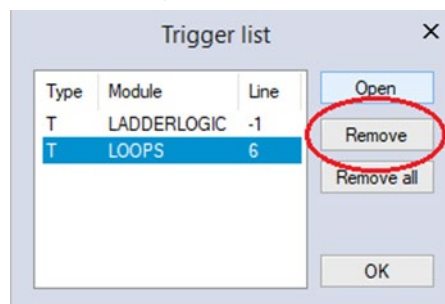 Trigger list
Type Module Line
T LADDERLOGIC -1
T LOOPS 6
Open
Remove
Remove all
OK